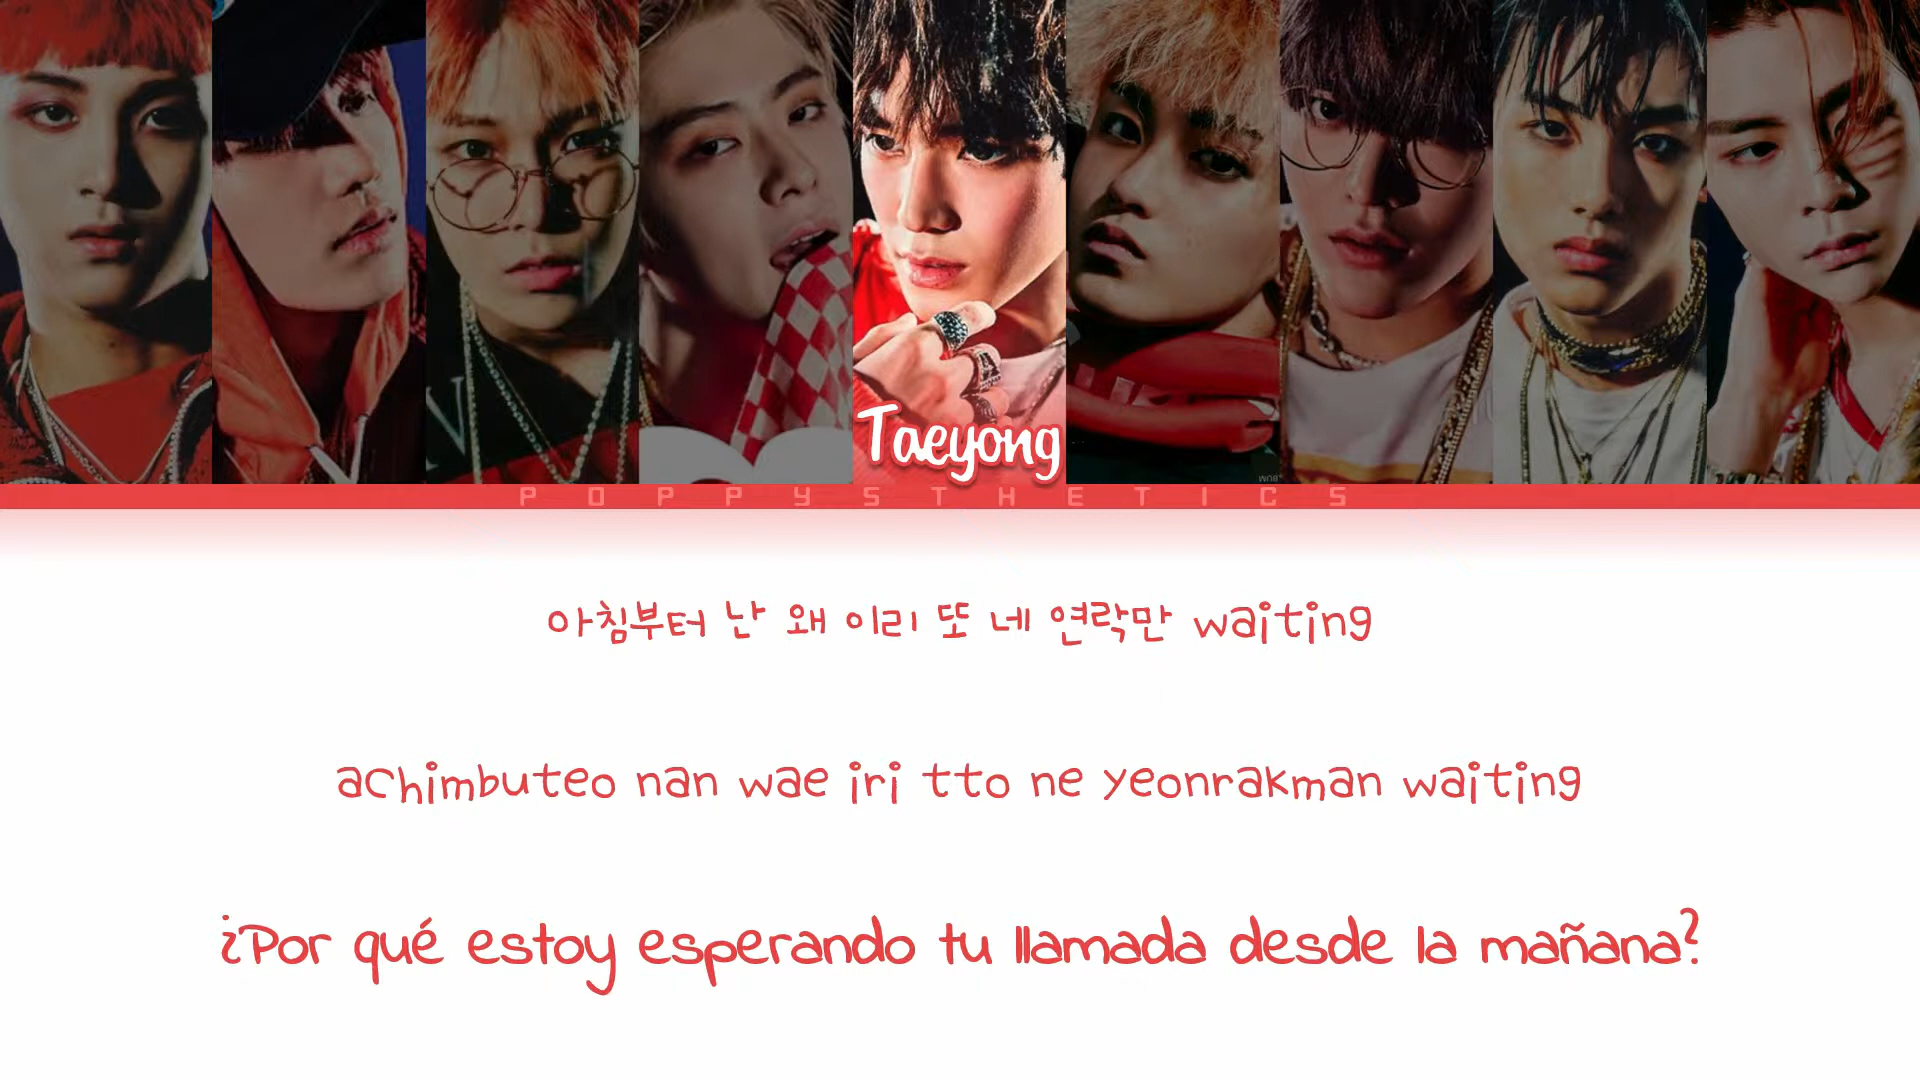 Taeyong
POPPYSTHETICS
아침부터 난 왜 이리 또 네 연락만 waiting
achimbuteo nan wae iri tto ne yeonrakman waiting
¿Por qué estoy esperando tu llamada desde la mañana?